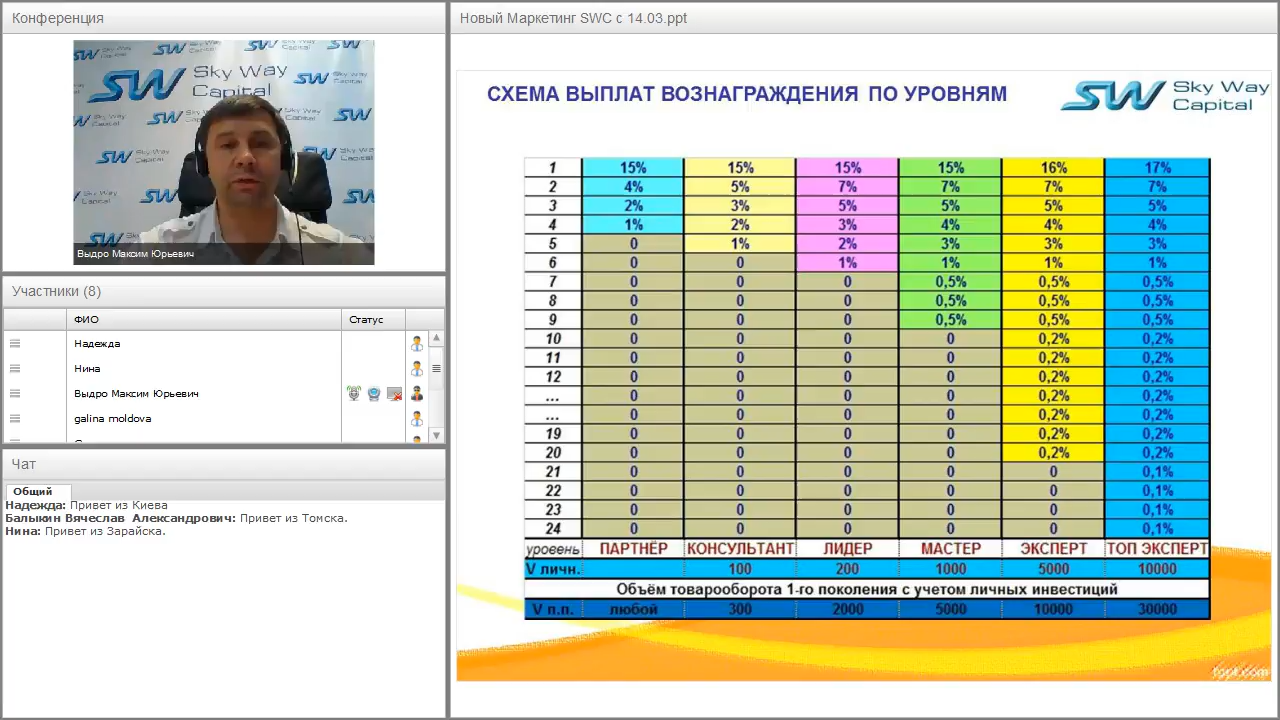 Конференция
Sky Way
Capital
Выдро Максим Юрьевич
Участники (8)
ФИО Статус
Надежда
Нина
Выдро Максим Юрьевич
galina moldova
Чат
Общий
Надежда: Привет из Киева
Балыкин Вячеслав Александрович: Привет из Томска.
Нина: Привет из Зарайска.
Новый Маркетинг SWC с 14.03.ppt
СХЕМА ВЫПЛАТ ВОЗНАГРАЖДЕНИЯ ПО УРОВНЯМ
SW Sky Way
Capital
1 15% 15% 15% 15% 16% 17%
2 4% 5% 7% 7% 7% 7%
3 2% 3% 5% 5% 5% 5%
4 1% 2% 3% 4% 4% 4%
5 0 1% 2% 3% 3% 3%
6 0 0 1% 1% 1% 1%
7 0 0 0 0,5% 0,5% 0,5%
8 0 0 0 0,5% 0,5% 0,5%
9 0 0 0 0,5% 0,5% 0,5%
10 0 0 0 0 0,2% 0,2%
11 0 0 0 0 0,2% 0,2%
12 0 0 0 0 0,2% 0,2%
... 0 0 0 0 0,2% 0,2%
... 0 0 0 0 0,2% 0,2%
19 0 0 0 0 0,2% 0,2%
20 0 0 0 0 0,2% 0,2%
21 0 0 0 0 0 0,1%
22 0 0 0 0 0 0,1%
23 0 0 0 0 0 0,1%
24 0 0 0 0 0 0,1%
уровень ПАРТНЁР КОНСУЛЬТАНТ ЛИДЕР МАСТЕР ЭКСПЕРТ ТОП ЭКСПЕРТ
V личн. 100 200 1000 5000 10000
Объём товарооборота 1-го поколения с учетом личных инвестиций
V п.п. любой 300 2000 5000 10000 30000
fppt.com